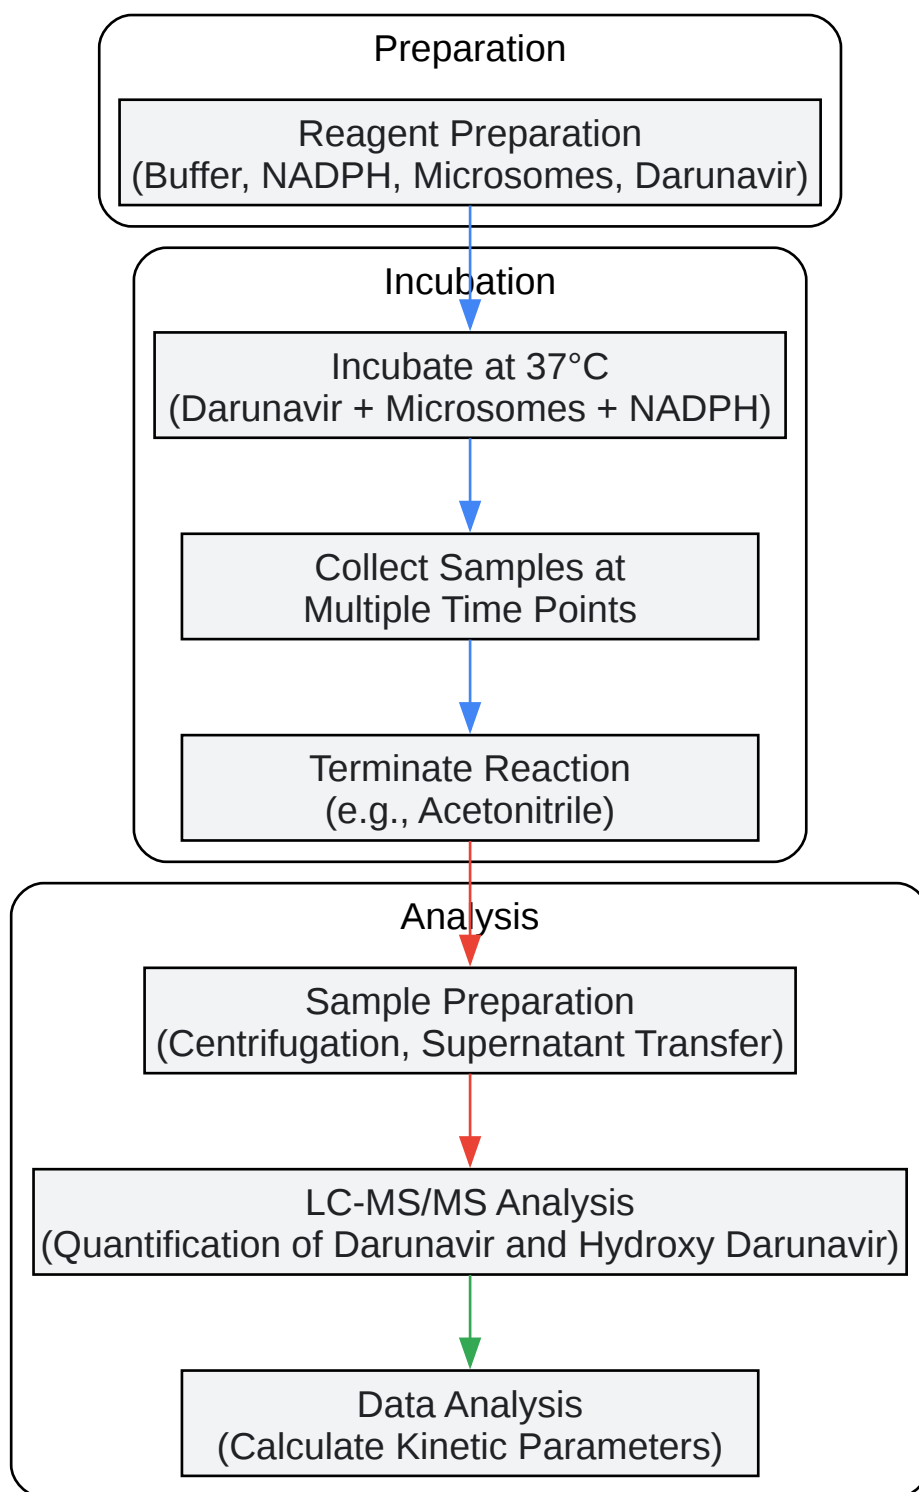 Preparation
Reagent Preparation
(Buffer, NADPH, Microsomes, Darunavir)
Incubation
Incubate at 37°C
(Darunavir + Microsomes + NADPH)
Collect Samples at
Multiple Time Points
Terminate Reaction
(e.g., Acetonitrile)
Analysis
Sample Preparation
(Centrifugation, Supernatant Transfer)
LC-MS/MS Analysis
(Quantification of Darunavir and Hydroxy Darunavir)
Data Analysis
(Calculate Kinetic Parameters)